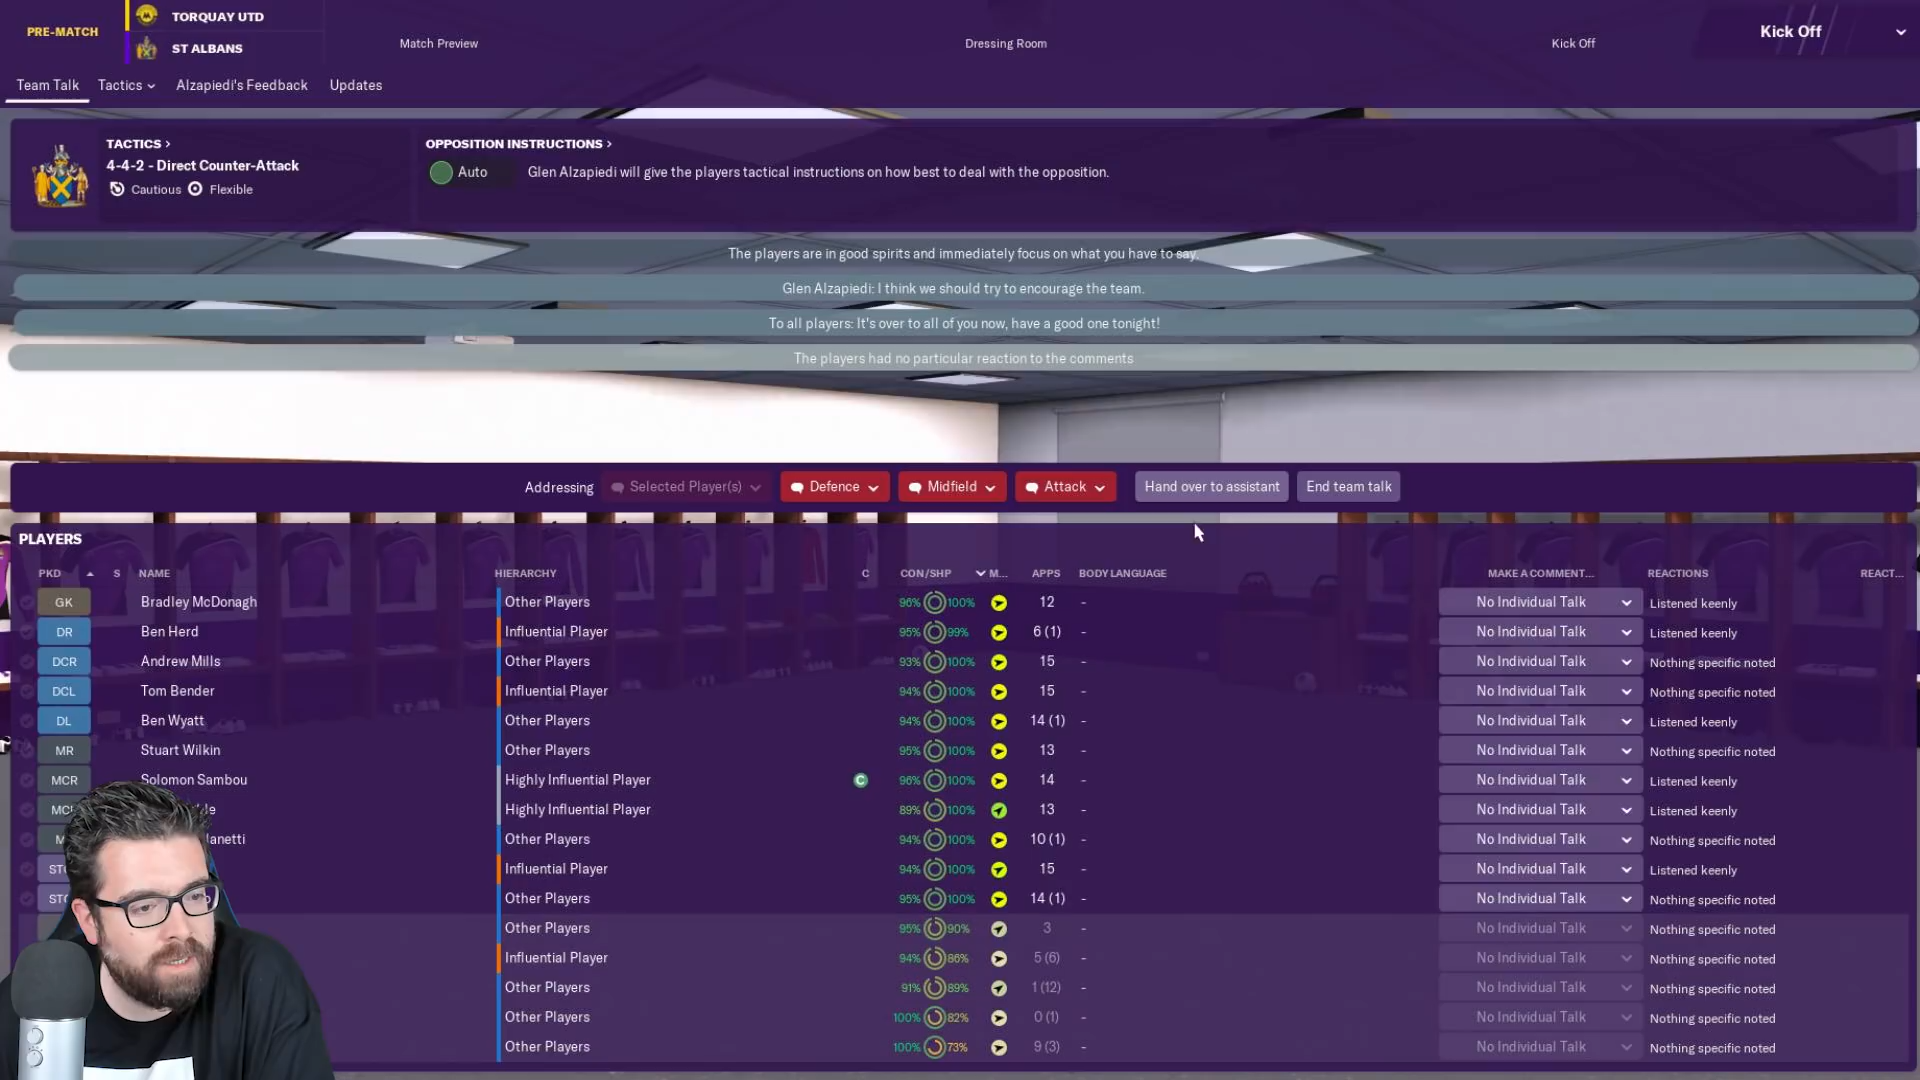 PRE-MATCH
TORQUAY UTD
ST ALBANS
Match Preview
Dressing Room
Kick Off
Kick Off
Team Talk
Tactics
Alzapiedi's Feedback
Updates
TACTICS >
4-4-2 - Direct Counter-Attack
Cautious Flexible
OPPOSITION INSTRUCTIONS >
Auto Glen Alzapiedi will give the players tactical instructions on how best to deal with the opposition.
The players are in good spirits and immediately focus on what you have to say.
Glen Alzapiedi: I think we should try to encourage the team.
To all players: It's over to all of you now, have a good one tonight!
The players had no particular reaction to the comments
Addressing Selected Player(s) Defence Midfield Attack Hand over to assistant End team talk
PLAYERS
PKD S NAME HIERARCHY C CON/SHP M... APPS BODY LANGUAGE MAKE A COMMENT... REACTIONS REACT...
GK Bradley McDonagh Other Players 96% 100% 12 - No Individual Talk Listened keenly
DR Ben Herd Influential Player 95% 99% 6 (1) - No Individual Talk Listened keenly
DCR Andrew Mills Other Players 93% 100% 15 - No Individual Talk Nothing specific noted
DCL Tom Bender Influential Player 94% 100% 15 - No Individual Talk Nothing specific noted
DL Ben Wyatt Other Players 94% 100% 14 (1) - No Individual Talk Listened keenly
MR Stuart Wilkin Other Players 95% 100% 13 - No Individual Talk Nothing specific noted
MCR Solomon Sambou Highly Influential Player C 96% 100% 14 - No Individual Talk Listened keenly
Highly Influential Player 89% 100% 13 - No Individual Talk Listened keenly
Other Players 94% 100% 10 (1) - No Individual Talk Nothing specific noted
Influential Player 94% 100% 15 - No Individual Talk Listened keenly
Other Players 95% 100% 14 (1) - No Individual Talk Nothing specific noted
Other Players 95% 90% 3 - No Individual Talk Nothing specific noted
Influential Player 94% 86% 5 (6) - No Individual Talk Nothing specific noted
Other Players 91% 89% 1 (12) - No Individual Talk Nothing specific noted
Other Players 100% 82% 0 (1) - No Individual Talk Nothing specific noted
Other Players 100% 73% 9 (3) - No Individual Talk Nothing specific noted